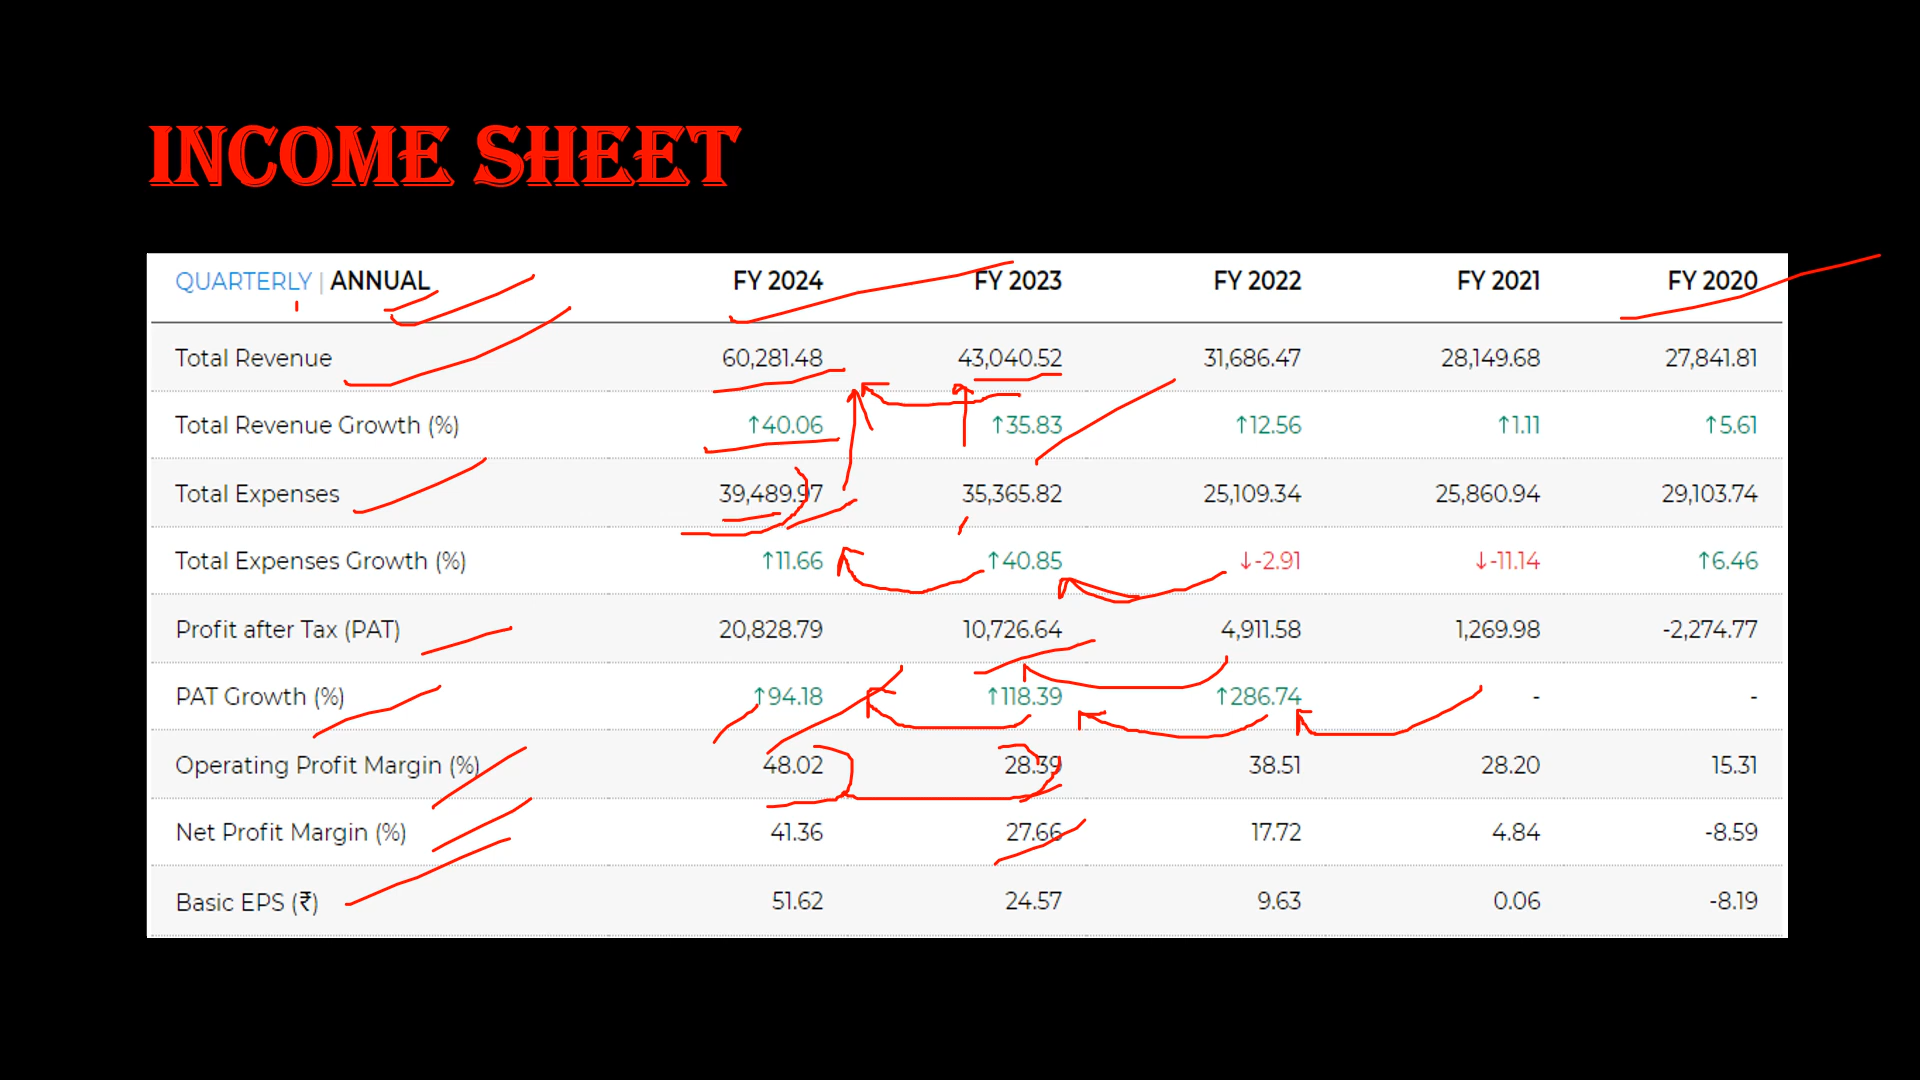 INCOME SHEET
QUARTERLY | ANNUAL FY 2024 FY 2023 FY 2022 FY 2021 FY 2020
Total Revenue 60,281.48 43,040.52 31,686.47 28,149.68 27,841.81
Total Revenue Growth (%) ↑40.06 ↑35.83 ↑12.56 ↑1.11 ↑5.61
Total Expenses 39,489.97 35,365.82 25,109.34 25,860.94 29,103.74
Total Expenses Growth (%) ↑11.66 ↑40.85 ↓-2.91 ↓-11.14 ↑6.46
Profit after Tax (PAT) 20,828.79 10,726.64 4,911.58 1,269.98 -2,274.77
PAT Growth (%) ↑94.18 ↑118.39 ↑286.74 - -
Operating Profit Margin (%) 48.02 28.39 38.51 28.20 15.31
Net Profit Margin (%) 41.36 27.66 17.72 4.84 -8.59
Basic EPS (₹) 51.62 24.57 9.63 0.06 -8.19